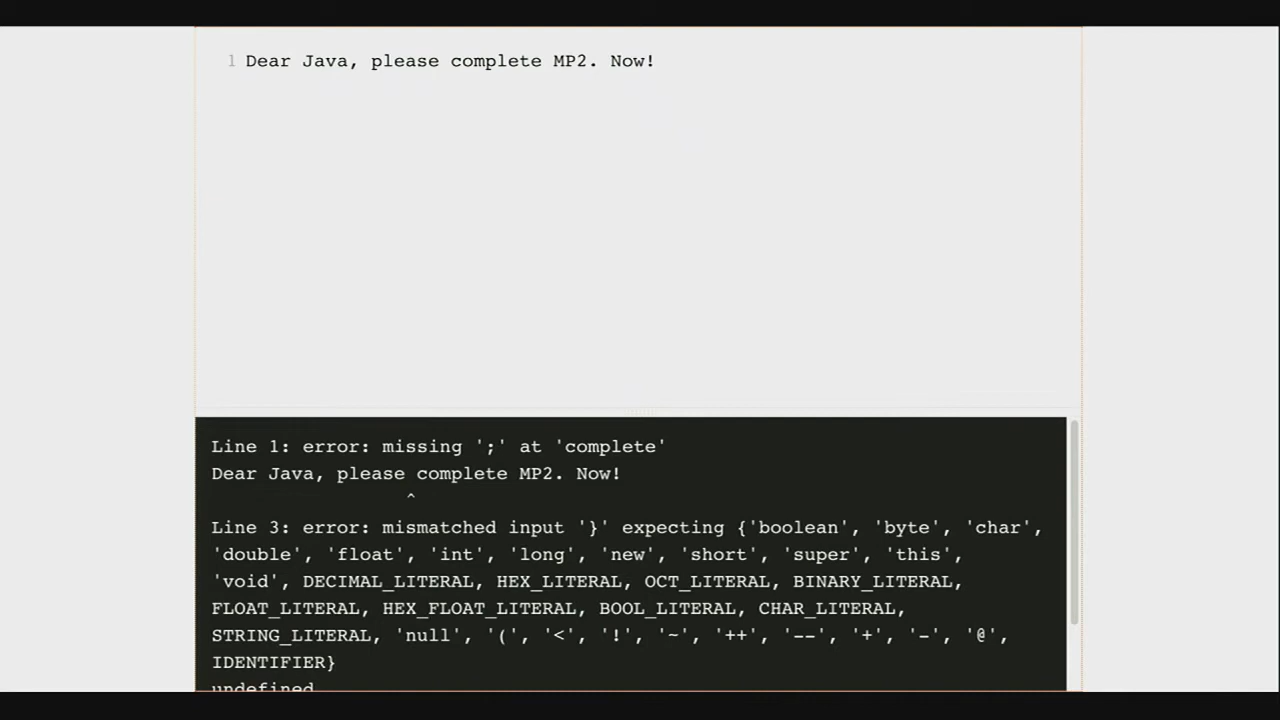 1 Dear Java, please complete MP2. Now!
Line 1: error: missing ';' at 'complete'
Dear Java, please complete MP2. Now!
^
Line 3: error: mismatched input '}' expecting {'boolean', 'byte', 'char',
'double', 'float', 'int', 'long', 'new', 'short', 'super', 'this',
'void', DECIMAL_LITERAL, HEX_LITERAL, OCT_LITERAL, BINARY_LITERAL,
FLOAT_LITERAL, HEX_FLOAT_LITERAL, BOOL_LITERAL, CHAR_LITERAL,
STRING_LITERAL, 'null', '(', '<', '!', '~', '++', '--', '+', '-', '@',
IDENTIFIER}
undefined